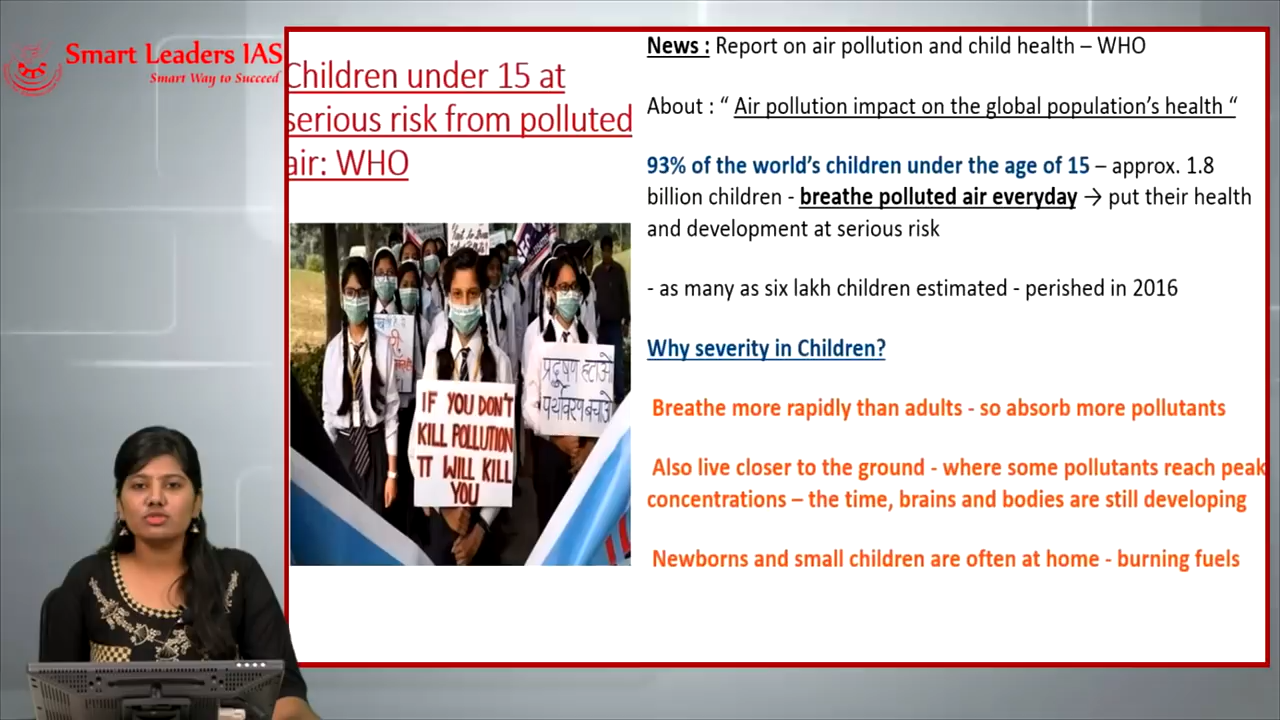 Smart Leaders IAS
Smart Way to Succeed
Children under 15 at
serious risk from polluted
air: WHO
IF YOU DON'T
KILL POLLUTION
IT WILL KILL
YOU
प्रदूषण हटाओ
पर्यावरण बचाओ
News : Report on air pollution and child health – WHO
About : “ Air pollution impact on the global population’s health “
93% of the world’s children under the age of 15 – approx. 1.8
billion children - breathe polluted air everyday → put their health
and development at serious risk
- as many as six lakh children estimated - perished in 2016
Why severity in Children?
Breathe more rapidly than adults - so absorb more pollutants
Also live closer to the ground - where some pollutants reach peak
concentrations – the time, brains and bodies are still developing
Newborns and small children are often at home - burning fuels